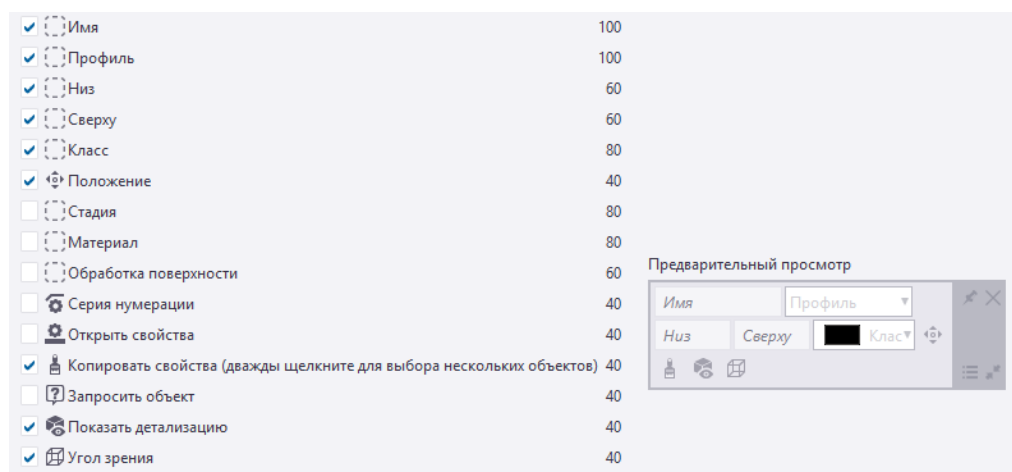 Имя 100
Профиль 100
Низ 60
Сверху 60
Класс 80
Положение 40
Стадия 80
Материал 80
Обработка поверхности 60
Серия нумерации 40
Открыть свойства 40
Копировать свойства (дважды щелкните для выбора нескольких объектов) 40
Запросить объект 40
Показать детализацию 40
Угол зрения 40
Предварительный просмотр
Имя Профиль
Низ Сверху Клас